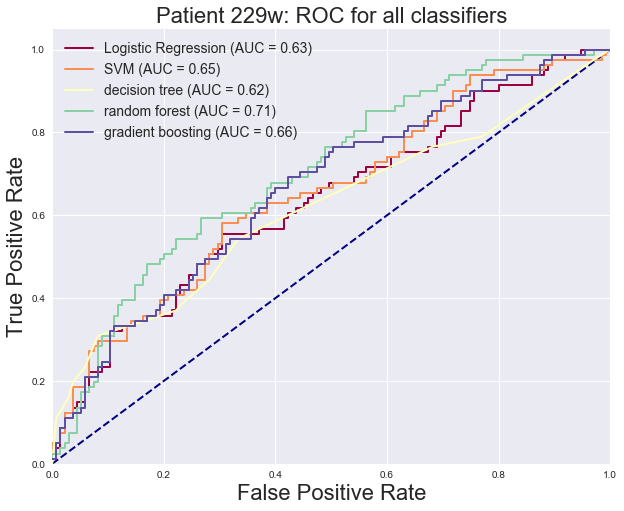 Patient 229w: ROC for all classifiers
Logistic Regression (AUC = 0.63)
SVM (AUC = 0.65)
decision tree (AUC = 0.62)
random forest (AUC = 0.71)
gradient boosting (AUC = 0.66)
True Positive Rate
1.0
0.8
0.6
0.4
0.2
0.0
0.0 0.2 0.4 0.6 0.8 1.0
False Positive Rate